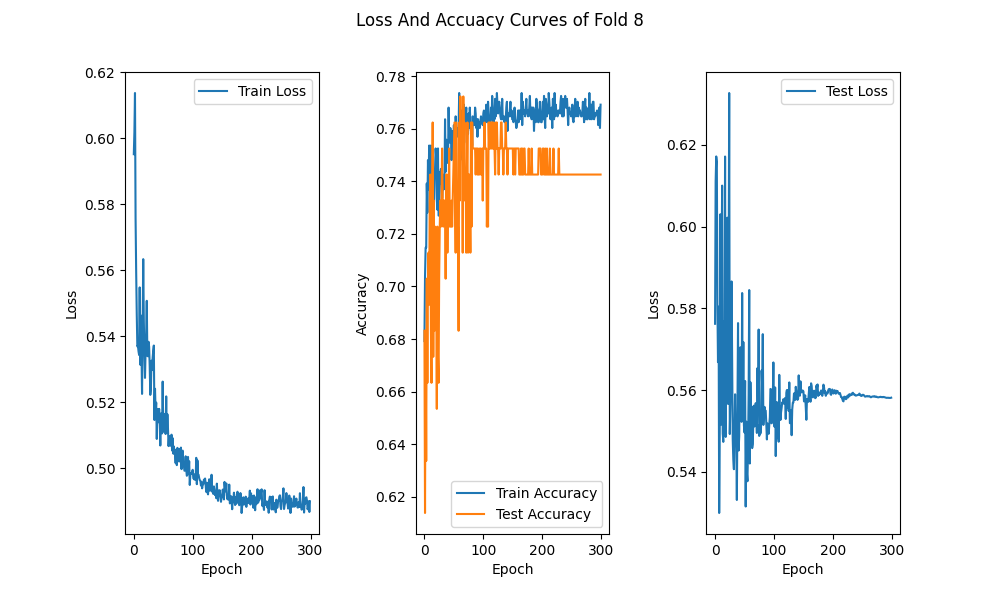 Loss And Accuacy Curves of Fold 8
Train Loss
0.62
0.60
0.58
0.56
0.54
0.52
0.50
Loss
0 100 200 300
Epoch
Train Accuracy
Test Accuracy
0.78
0.76
0.74
0.72
0.70
0.68
0.66
0.64
0.62
Accuracy
0 100 200 300
Epoch
Test Loss
0.62
0.60
0.58
0.56
0.54
Loss
0 100 200 300
Epoch